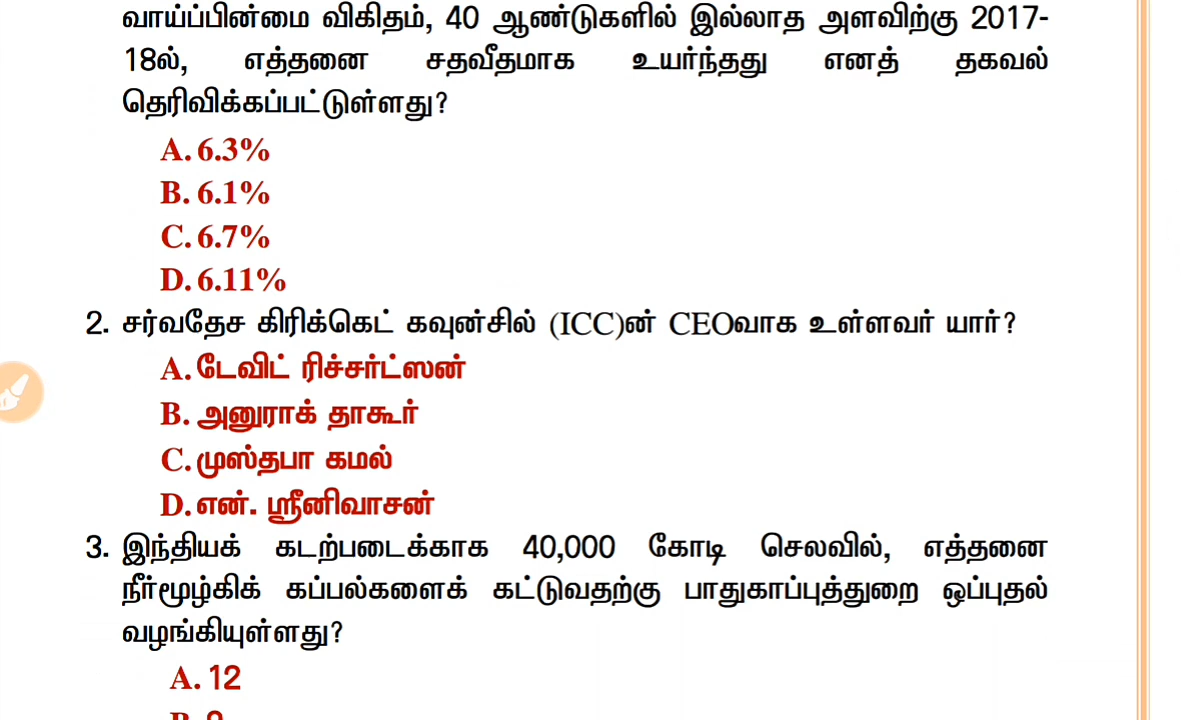 வாய்ப்பின்மை விகிதம், 40 ஆண்டுகளில் இல்லாத அளவிற்கு 2017-
18ல், எத்தனை சதவீதமாக உயர்ந்தது எனத் தகவல்
தெரிவிக்கப்பட்டுள்ளது?
A. 6.3%
B. 6.1%
C. 6.7%
D. 6.11%
2. சர்வதேச கிரிக்கெட் கவுன்சில் (ICC)ன் CEOவாக உள்ளவர் யார்?
A. டேவிட் ரிச்சர்ட்ஸன்
B. அனுராக் தாகூர்
C. முஸ்தபா கமல்
D. என். ஸ்ரீனிவாசன்
3. இந்தியக் கடற்படைக்காக 40,000 கோடி செலவில், எத்தனை
நீர்மூழ்கிக் கப்பல்களைக் கட்டுவதற்கு பாதுகாப்புத்துறை ஒப்புதல்
வழங்கியுள்ளது?
A. 12